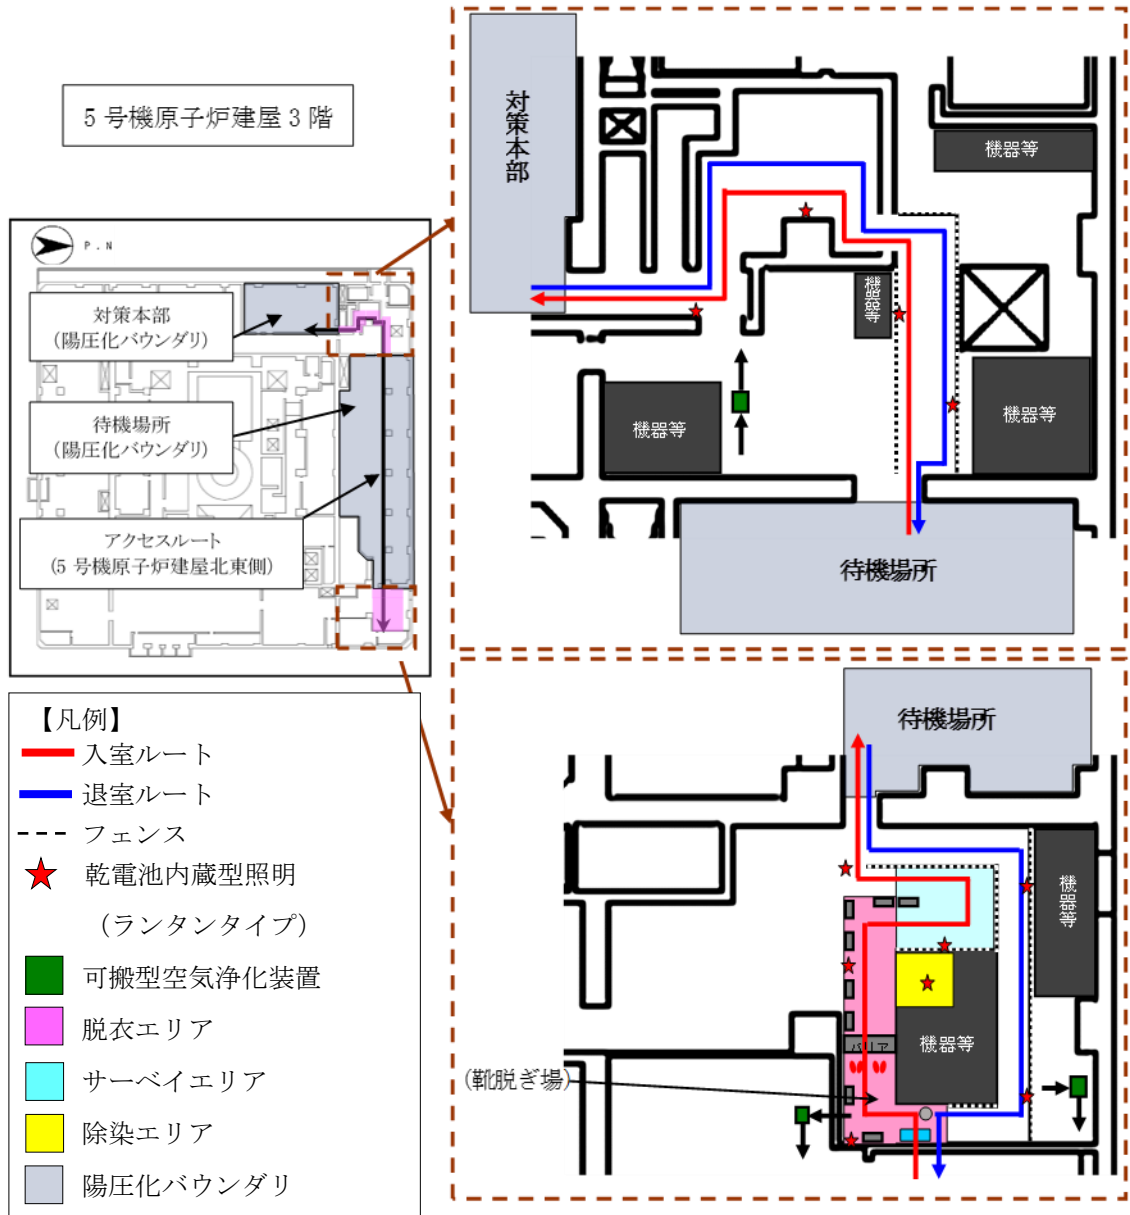 5号機原子炉建屋3階
P.N
対策本部
(陽圧化バウンダリ)
待機場所
(陽圧化バウンダリ)
アクセスルート
(5号機原子炉建屋北東側)
【凡例】
入室ルート
退室ルート
フェンス
乾電池内蔵型照明
(ランタンタイプ)
可搬型空気浄化装置
脱衣エリア
サーベイエリア
除染エリア
陽圧化バウンダリ
対策本部
機器等
機器等
機器等
機器等
待機場所
待機場所
機器等
機器等
バリア
(靴脱ぎ場)